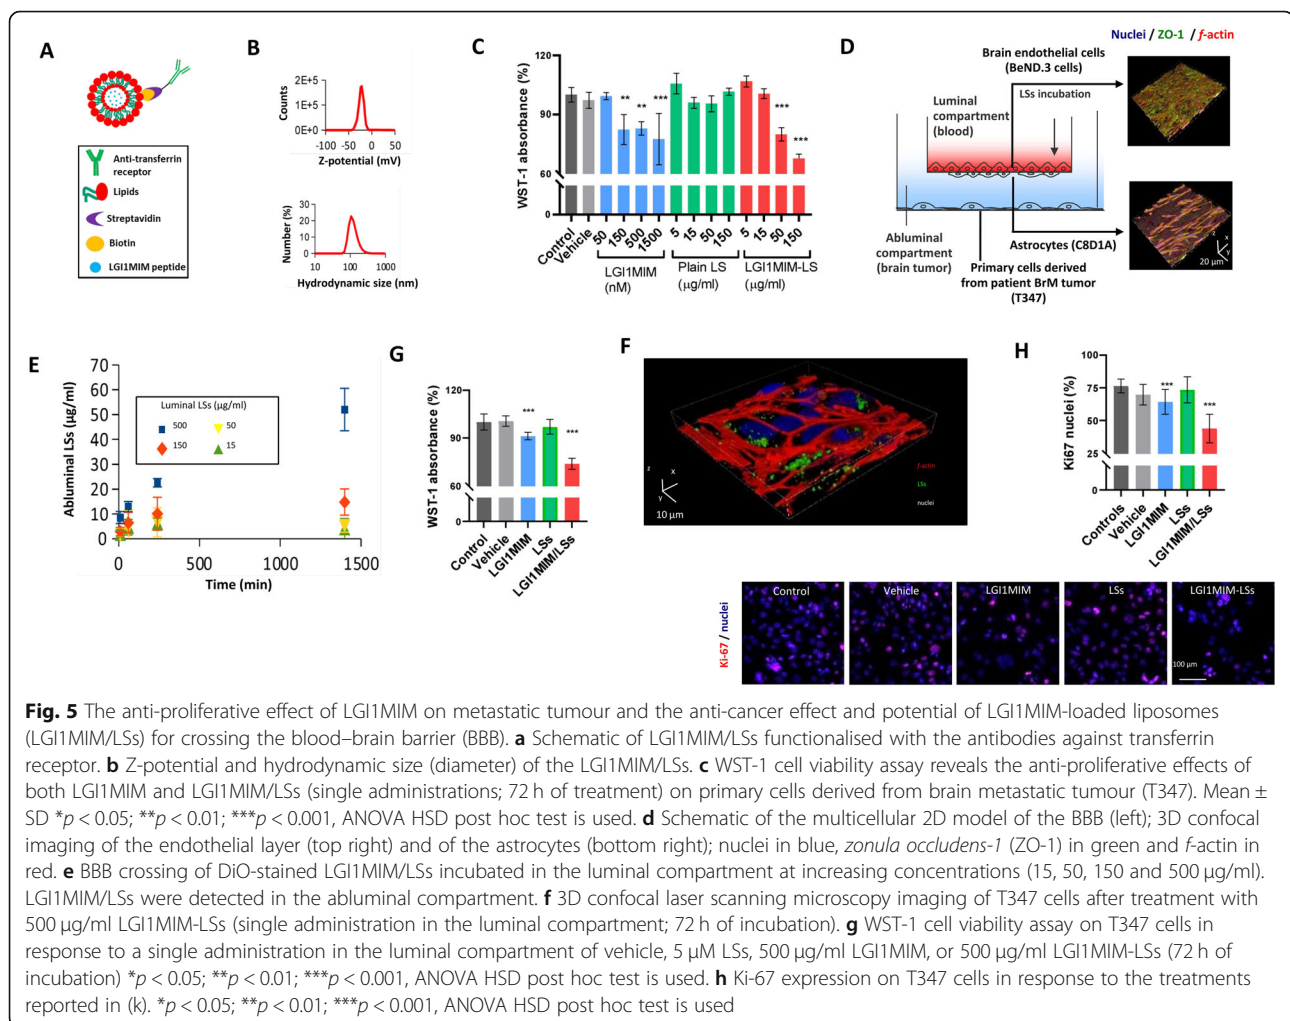 A
Anti-transferrin
receptor
Lipids
Streptavidin
Biotin
LGI1MIM peptide
B
Counts
2E+5
1E+5
0E+0
-100 -50 0 50
Z-potential (mV)
Number (%)
30
20
10
0
10 100 1000
Hydrodynamic size (nm)
C
WST-1 absorbance (%)
120
100
80
60
0
** ** *** *** ***
Control
Vehicle
50
150
500
1500
5
15
50
150
5
15
50
150
LGI1MIM
(nM)
Plain LS
(µg/ml)
LGI1MIM-LS
(µg/ml)
D
Nuclei / ZO-1 / f-actin
Brain endothelial cells
(BeND.3 cells)
LSs incubation
Luminal
compartment
(blood)
Abluminal
compartment
(brain tumor)
Astrocytes (C8D1A)
Primary cells derived
from patient BrM tumor
(T347)
z x
y
20 µm
E
Abluminal LSs (µg/ml)
70
60
50
40
30
20
10
0
Luminal LSs (µg/ml)
500 50
150 15
0 500 1000 1500
Time (min)
G
WST-1 absorbance (%)
120
90
60
0
*** ***
Control
Vehicle
LGI1MIM
LSs
LGI1MIM/LSs
F
f-actin
LSs
nuclei
z x
y
10 µm
H
Ki67 nuclei (%)
100
75
50
25
0
*** ***
Controls
Vehicle
LGI1MIM
LSs
LGI1MIM/LSs
Ki-67 / nuclei
Control
Vehicle
LGI1MIM
LSs
LGI1MIM-LSs
100 µm
Fig. 5 The anti-proliferative effect of LGI1MIM on metastatic tumour and the anti-cancer effect and potential of LGI1MIM-loaded liposomes
(LGI1MIM/LSs) for crossing the blood–brain barrier (BBB). a Schematic of LGI1MIM/LSs functionalised with the antibodies against transferrin
receptor. b Z-potential and hydrodynamic size (diameter) of the LGI1MIM/LSs. c WST-1 cell viability assay reveals the anti-proliferative effects of
both LGI1MIM and LGI1MIM/LSs (single administrations; 72 h of treatment) on primary cells derived from brain metastatic tumour (T347). Mean ±
SD *p < 0.05; **p < 0.01; ***p < 0.001, ANOVA HSD post hoc test is used. d Schematic of the multicellular 2D model of the BBB (left); 3D confocal
imaging of the endothelial layer (top right) and of the astrocytes (bottom right); nuclei in blue, zonula occludens-1 (ZO-1) in green and f-actin in
red. e BBB crossing of DiO-stained LGI1MIM/LSs incubated in the luminal compartment at increasing concentrations (15, 50, 150 and 500 µg/ml).
LGI1MIM/LSs were detected in the abluminal compartment. f 3D confocal laser scanning microscopy imaging of T347 cells after treatment with
500 µg/ml LGI1MIM-LSs (single administration in the luminal compartment; 72 h of incubation). g WST-1 cell viability assay on T347 cells in
response to a single administration in the luminal compartment of vehicle, 5 µM LSs, 500 µg/ml LGI1MIM, or 500 µg/ml LGI1MIM-LSs (72 h of
incubation) *p < 0.05; **p < 0.01; ***p < 0.001, ANOVA HSD post hoc test is used. h Ki-67 expression on T347 cells in response to the treatments
reported in (k). *p < 0.05; **p < 0.01; ***p < 0.001, ANOVA HSD post hoc test is used